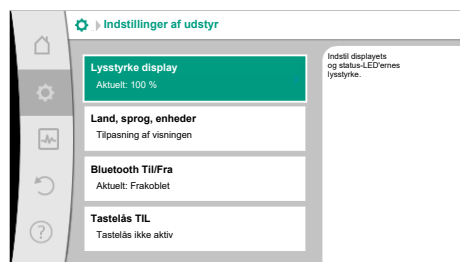 Indstillinger af udstyr
Lysstyrke display
Aktuelt: 100 %
Land, sprog, enheder
Tilpasning af visningen
Bluetooth Til/Fra
Aktuelt: Frakoblet
Tastelås TIL
Tastelås ikke aktiv
Indstil displayets
og status-LED'ernes
lysstyrke.